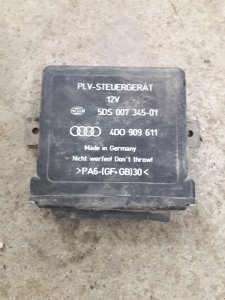 PLV-STEUERGERÄT
12V
HELLA 5DS 007 345-01
4D0 909 611
Made in Germany
Nicht werfen! Don't throw!
>PA6-(GF+GB)30<